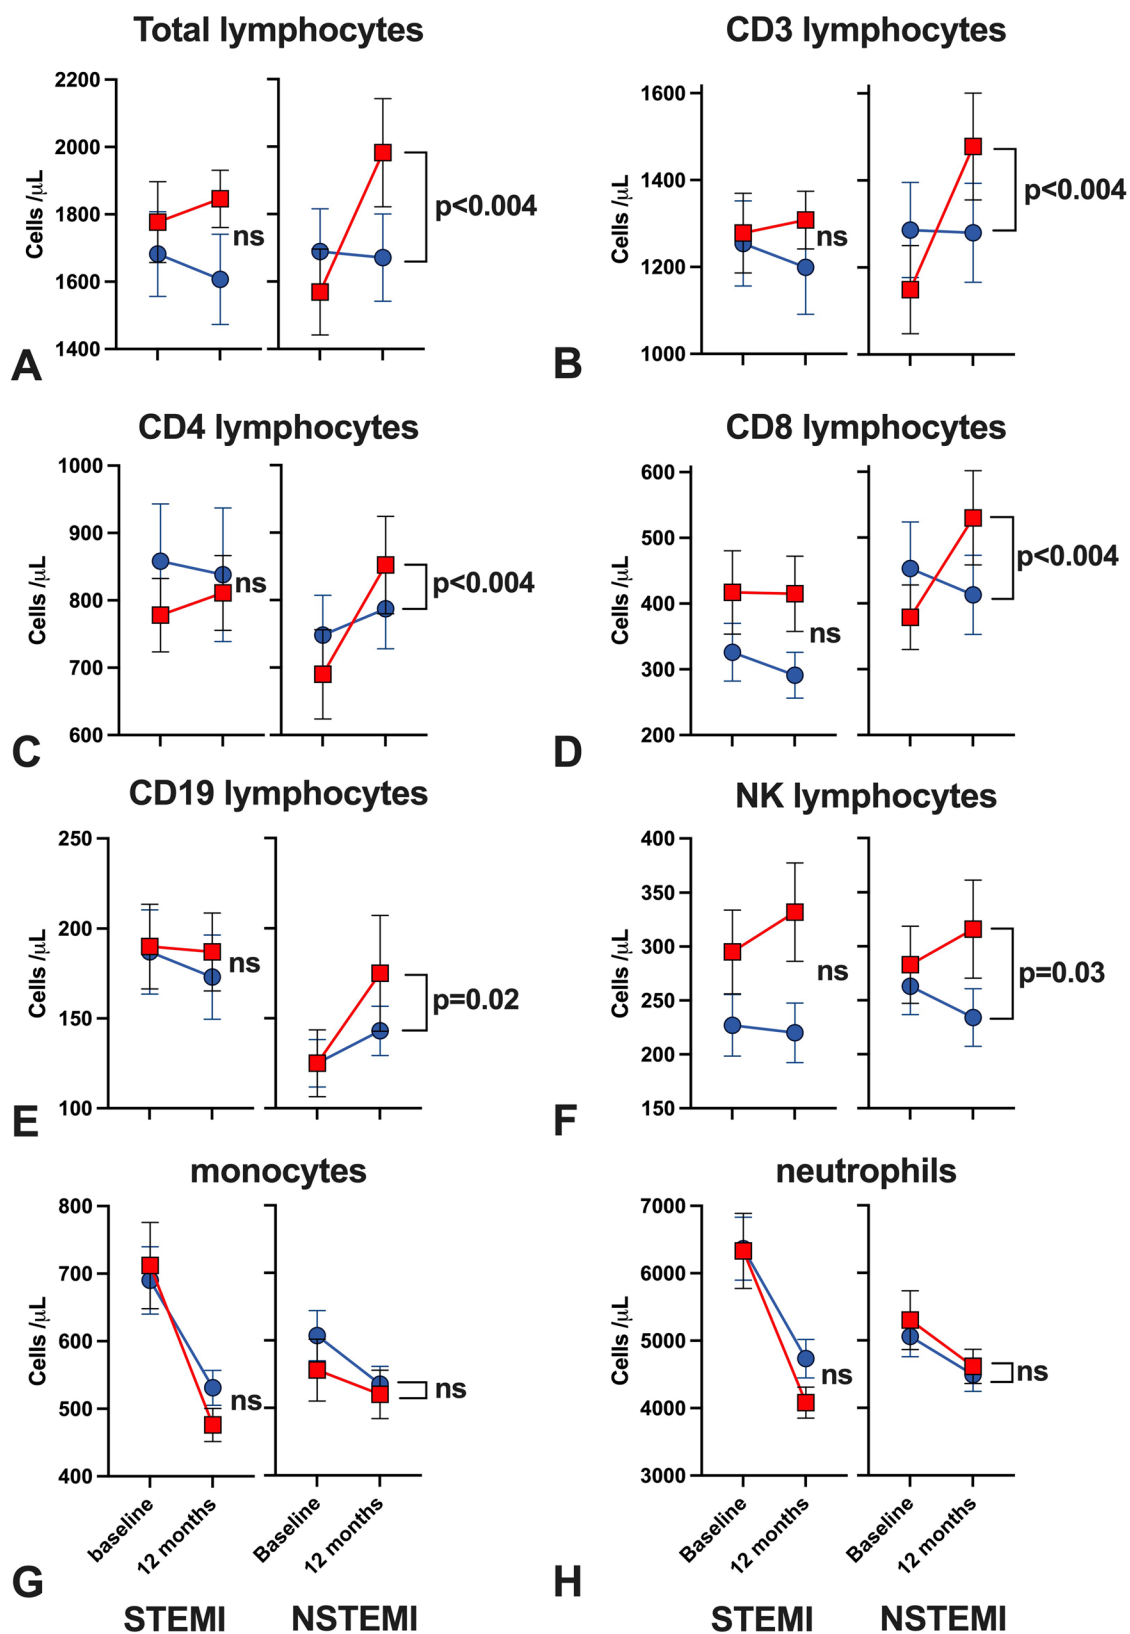 Total lymphocytes
Cells /μL
2200
2000
1800
1600
1400
ns
p<0.004
A
CD3 lymphocytes
Cells /μL
1600
1400
1200
1000
ns
p<0.004
B
CD4 lymphocytes
Cells /μL
1000
900
800
700
600
ns
p<0.004
C
CD8 lymphocytes
Cells /μL
600
500
400
300
200
ns
p<0.004
D
CD19 lymphocytes
Cells /μL
250
200
150
100
ns
p=0.02
E
NK lymphocytes
Cells /μL
400
350
300
250
200
150
ns
p=0.03
F
monocytes
Cells /μL
800
700
600
500
400
ns
ns
baseline
12 months
Baseline
12 months
G
STEMI
NSTEMI
neutrophils
Cells /μL
7000
6000
5000
4000
3000
ns
ns
Baseline
12 months
Baseline
12 months
H
STEMI
NSTEMI